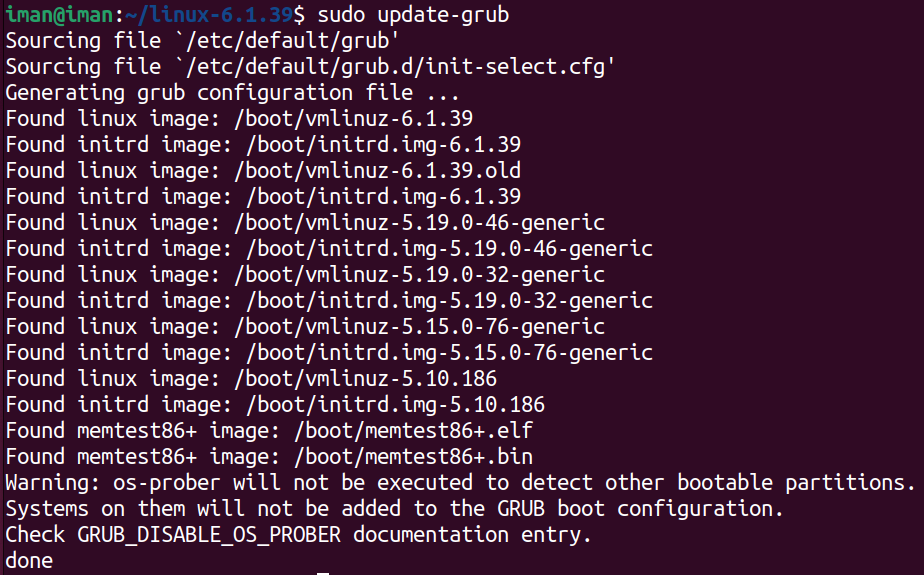 iman@iman:~/linux-6.1.39$ sudo update-grub
Sourcing file `/etc/default/grub'
Sourcing file `/etc/default/grub.d/init-select.cfg'
Generating grub configuration file ...
Found linux image: /boot/vmlinuz-6.1.39
Found initrd image: /boot/initrd.img-6.1.39
Found linux image: /boot/vmlinuz-6.1.39.old
Found initrd image: /boot/initrd.img-6.1.39
Found linux image: /boot/vmlinuz-5.19.0-46-generic
Found initrd image: /boot/initrd.img-5.19.0-46-generic
Found linux image: /boot/vmlinuz-5.19.0-32-generic
Found initrd image: /boot/initrd.img-5.19.0-32-generic
Found linux image: /boot/vmlinuz-5.15.0-76-generic
Found initrd image: /boot/initrd.img-5.15.0-76-generic
Found linux image: /boot/vmlinuz-5.10.186
Found initrd image: /boot/initrd.img-5.10.186
Found memtest86+ image: /boot/memtest86+.elf
Found memtest86+ image: /boot/memtest86+.bin
Warning: os-prober will not be executed to detect other bootable partitions.
Systems on them will not be added to the GRUB boot configuration.
Check GRUB_DISABLE_OS_PROBER documentation entry.
done